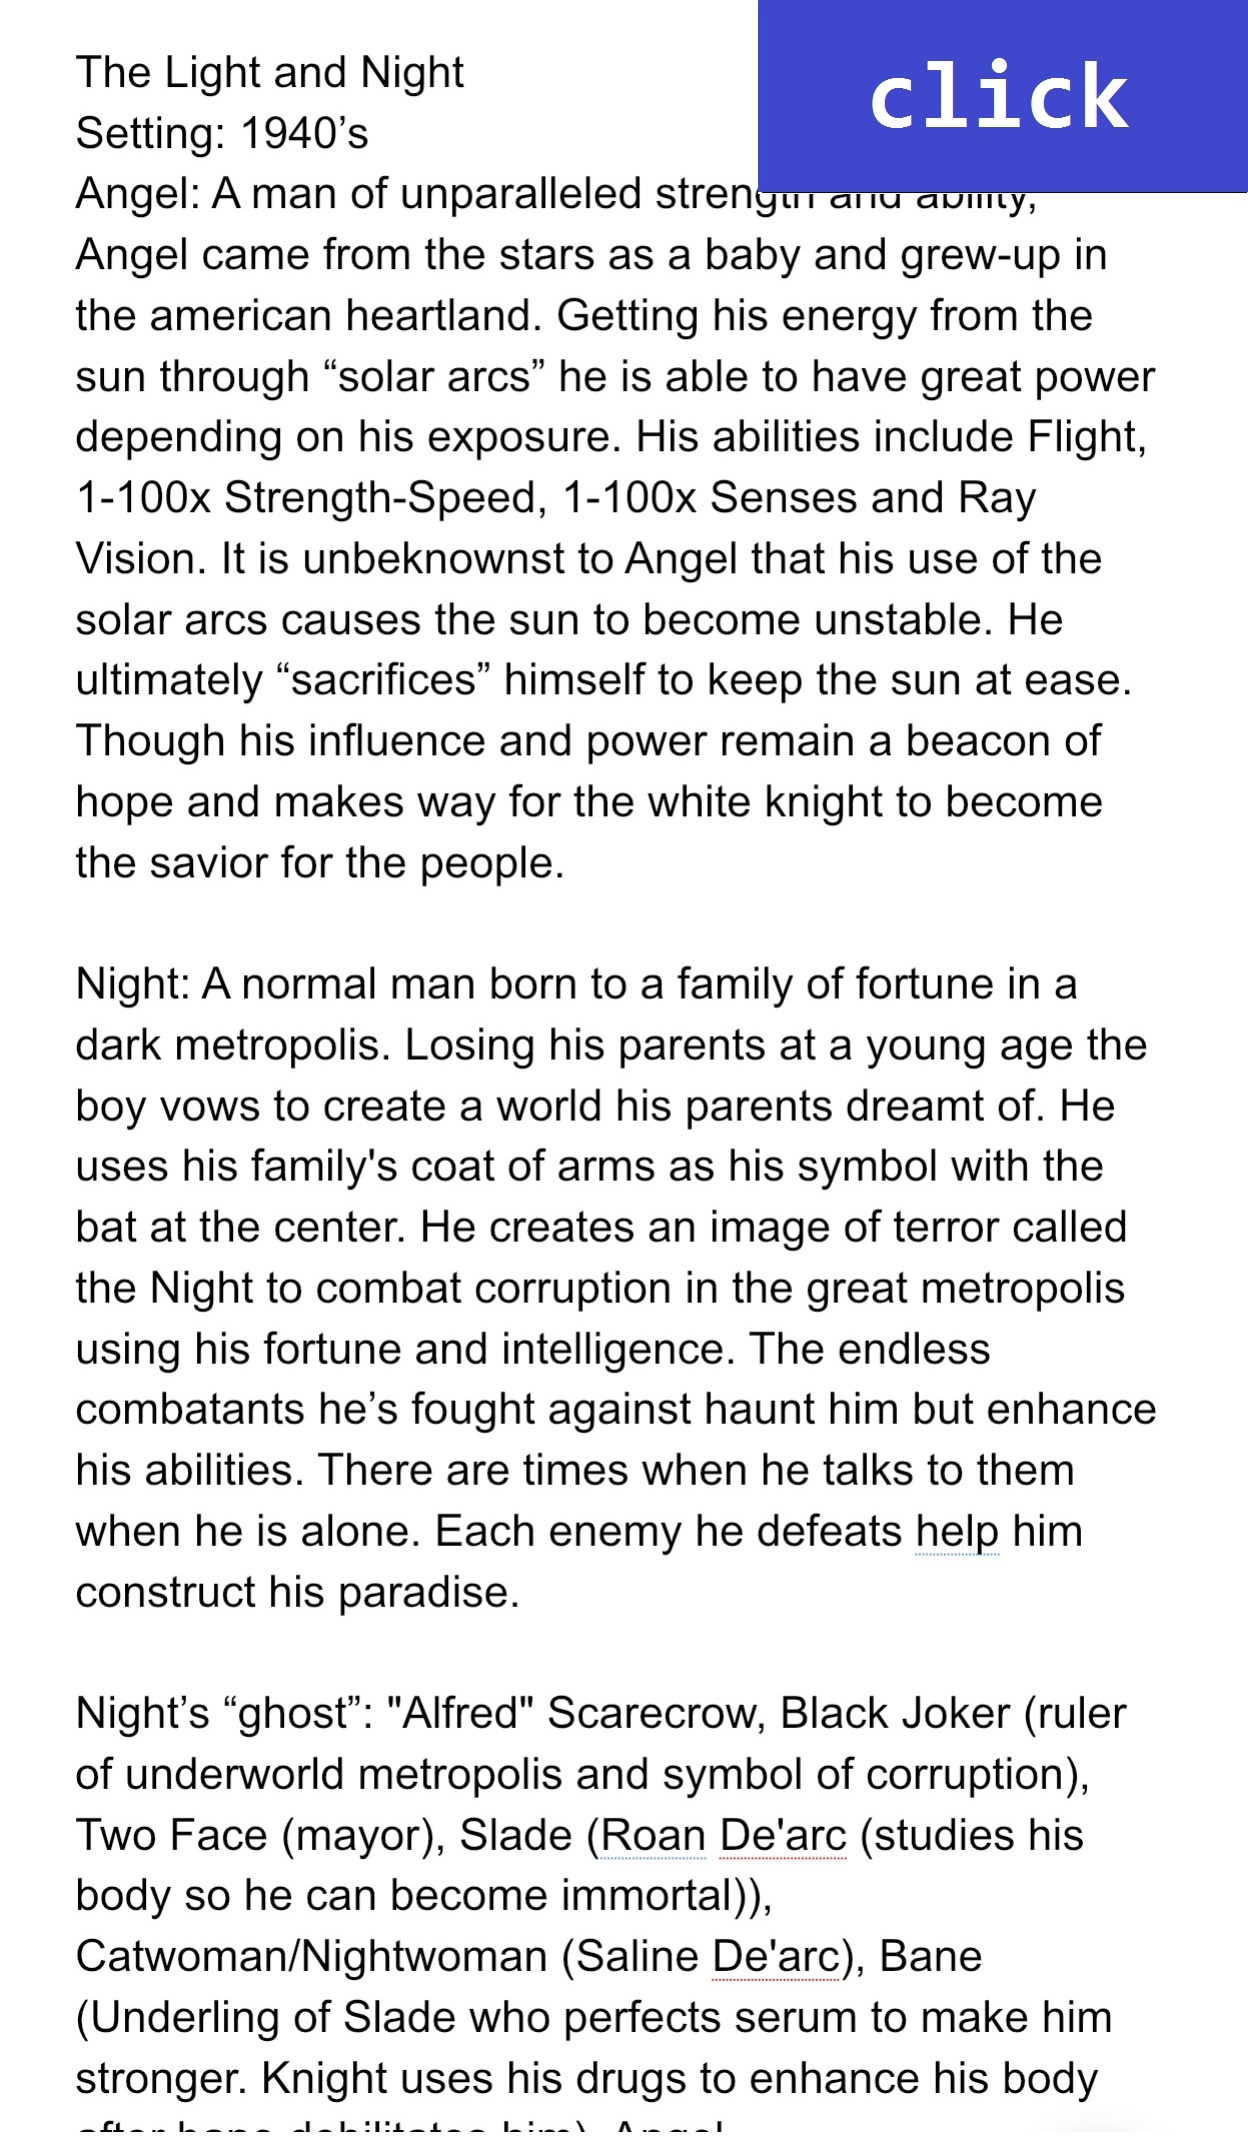 The Light and Night
click
Setting: 1940’s
Angel: A man of unparalleled strength and ability,
Angel came from the stars as a baby and grew-up in
the american heartland. Getting his energy from the
sun through “solar arcs” he is able to have great power
depending on his exposure. His abilities include Flight,
1-100x Strength-Speed, 1-100x Senses and Ray
Vision. It is unbeknownst to Angel that his use of the
solar arcs causes the sun to become unstable. He
ultimately “sacrifices” himself to keep the sun at ease.
Though his influence and power remain a beacon of
hope and makes way for the white knight to become
the savior for the people.
Night: A normal man born to a family of fortune in a
dark metropolis. Losing his parents at a young age the
boy vows to create a world his parents dreamt of. He
uses his family's coat of arms as his symbol with the
bat at the center. He creates an image of terror called
the Night to combat corruption in the great metropolis
using his fortune and intelligence. The endless
combatants he’s fought against haunt him but enhance
his abilities. There are times when he talks to them
when he is alone. Each enemy he defeats help him
construct his paradise.
Night’s “ghost”: "Alfred" Scarecrow, Black Joker (ruler
of underworld metropolis and symbol of corruption),
Two Face (mayor), Slade (Roan De'arc (studies his
body so he can become immortal)),
Catwoman/Nightwoman (Saline De'arc), Bane
(Underling of Slade who perfects serum to make him
stronger. Knight uses his drugs to enhance his body
after bane debilitates him), Angel